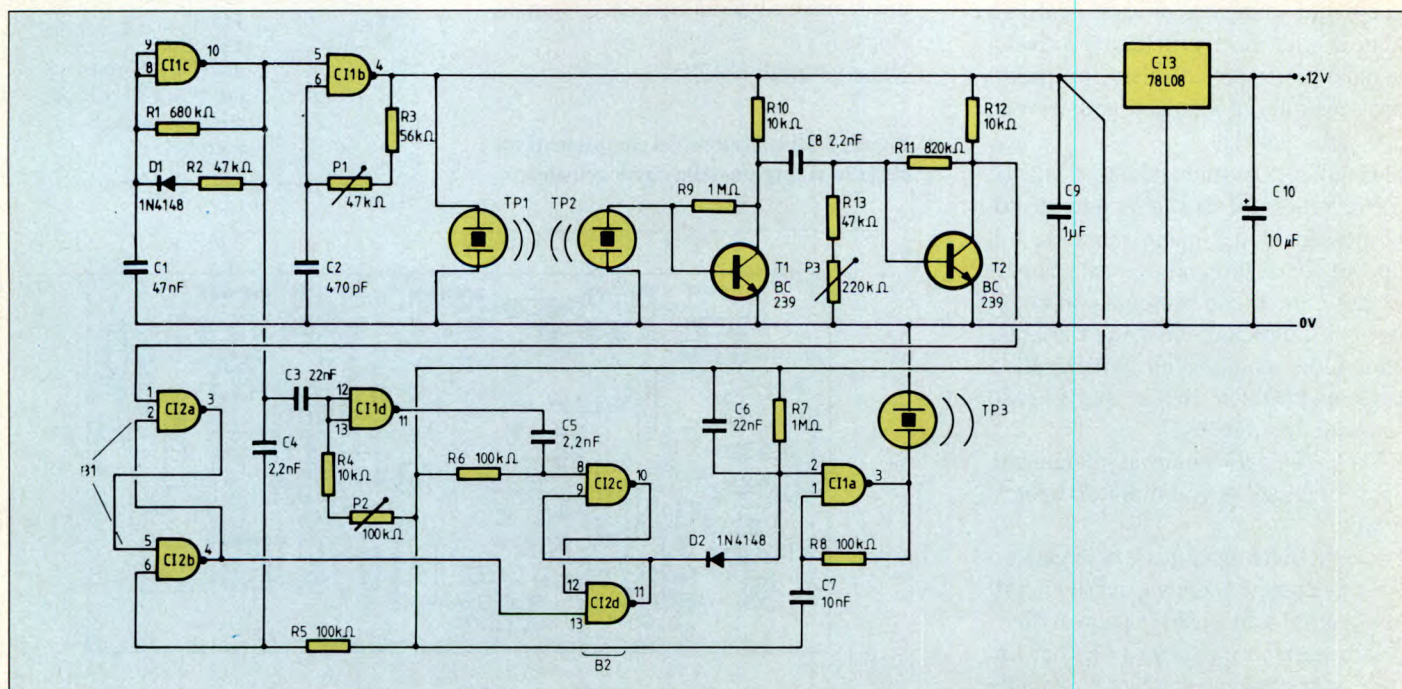 9
8
CI1c
10
5
6
CI1b
4
R1 680kΩ
D1
R2 47kΩ
1N4148
C1
47nF
R3
56kΩ
P1
47kΩ
C2
470pF
TP1
TP2
R9 1MΩ
R10
10kΩ
C8 2,2nF
T1
BC
239
R13
47kΩ
P3
220kΩ
R11 820kΩ
R12
10kΩ
T2
BC
239
C9
1µF
CI3
78L08
+12V
+
C10
10µF
0V
1
2
CI2a
3
B1
5
6
CI2b
4
C3 22nF
C4
2,2nF
12
13
CI1d
11
R4
10kΩ
P2
100kΩ
R5 100kΩ
R6 100kΩ
C5
2,2nF
8
9
CI2c
10
12
13
CI2d
11
B2
C6
22nF
R7
1MΩ
D2 1N4148
2
1
CI1a
3
R8 100kΩ
C7
10nF
TP3